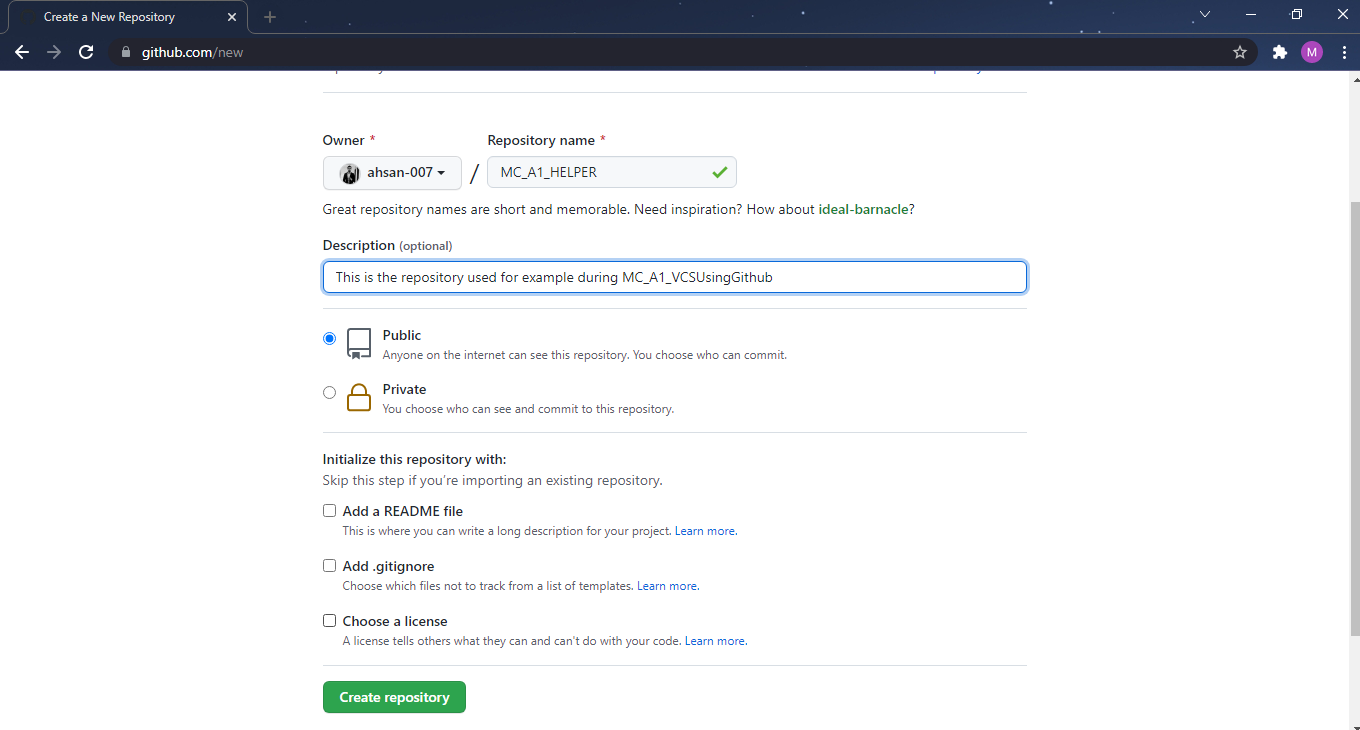 Create a New Repository
github.com/new
M
Owner *
Repository name *
ahsan-007 / MC_A1_HELPER
Great repository names are short and memorable. Need inspiration? How about ideal-barnacle?
Description (optional)
This is the repository used for example during MC_A1_VCSUsingGithub
Public
Anyone on the internet can see this repository. You choose who can commit.
Private
You choose who can see and commit to this repository.
Initialize this repository with:
Skip this step if you're importing an existing repository.
Add a README file
This is where you can write a long description for your project. Learn more.
Add .gitignore
Choose which files not to track from a list of templates. Learn more.
Choose a license
A license tells others what they can and can't do with your code. Learn more.
Create repository